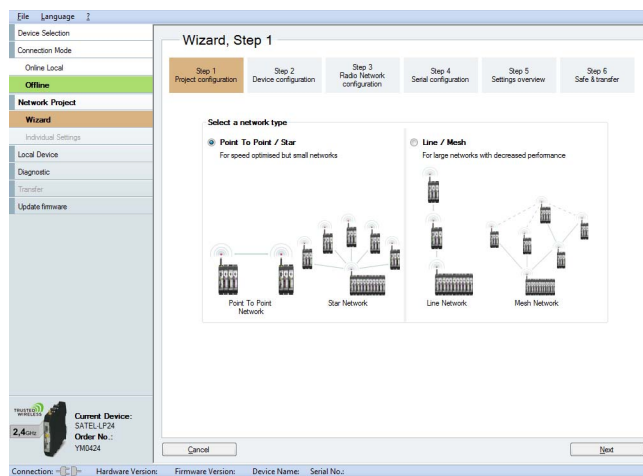 File Language ?
Device Selection
Connection Mode
Online Local
Offline
Network Project
Wizard
Individual Settings
Local Device
Diagnostic
Transfer
Update firmware
TRUSTED
WIRELESS
2,4GHz
Current Device:
SATEL-LP24
Order No.:
YM0424
Wizard, Step 1
Step 1
Project configuration
Step 2
Device configuration
Step 3
Radio Network
configuration
Step 4
Serial configuration
Step 5
Settings overview
Step 6
Safe & transfer
Select a network type
Point To Point / Star
For speed optimised but small networks
Point To Point
Network
Star Network
Line / Mesh
For large networks with decreased performance
Line Network
Mesh Network
Cancel
Next
Connection: Hardware Version: Firmware Version: Device Name: Serial No.: